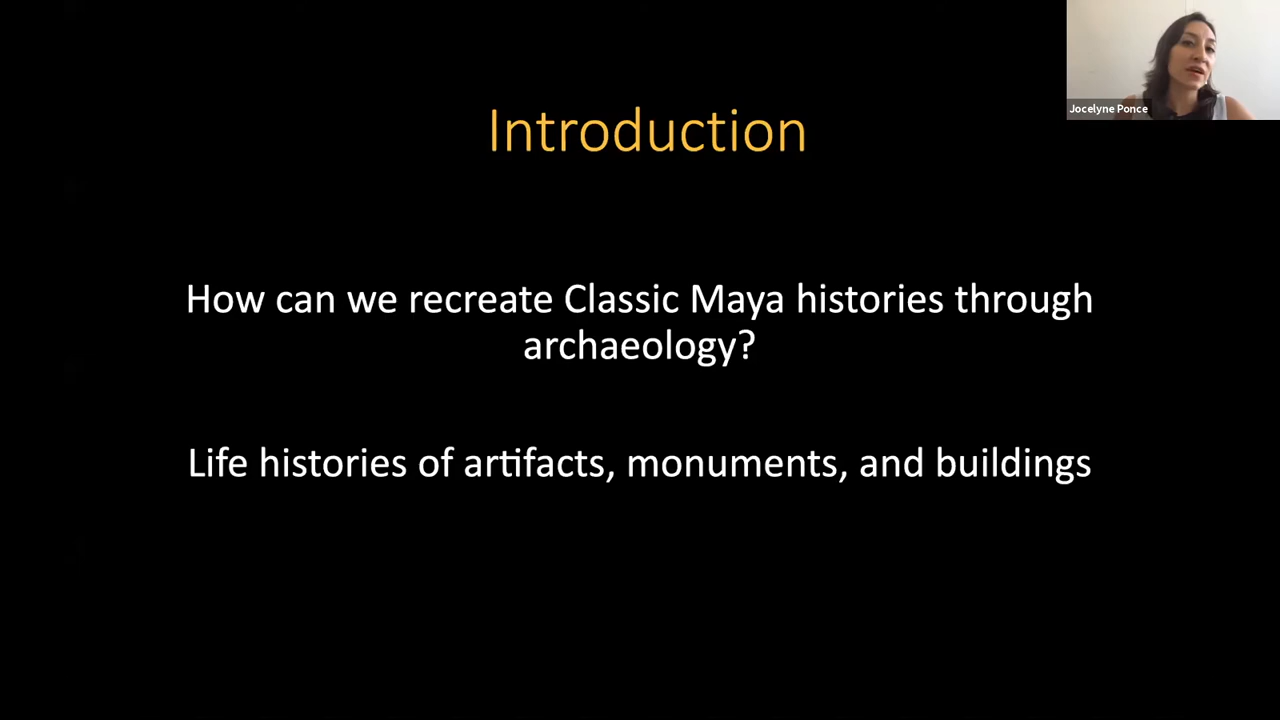 Jocelyne Ponce
Introduction
How can we recreate Classic Maya histories through
archaeology?
Life histories of artifacts, monuments, and buildings